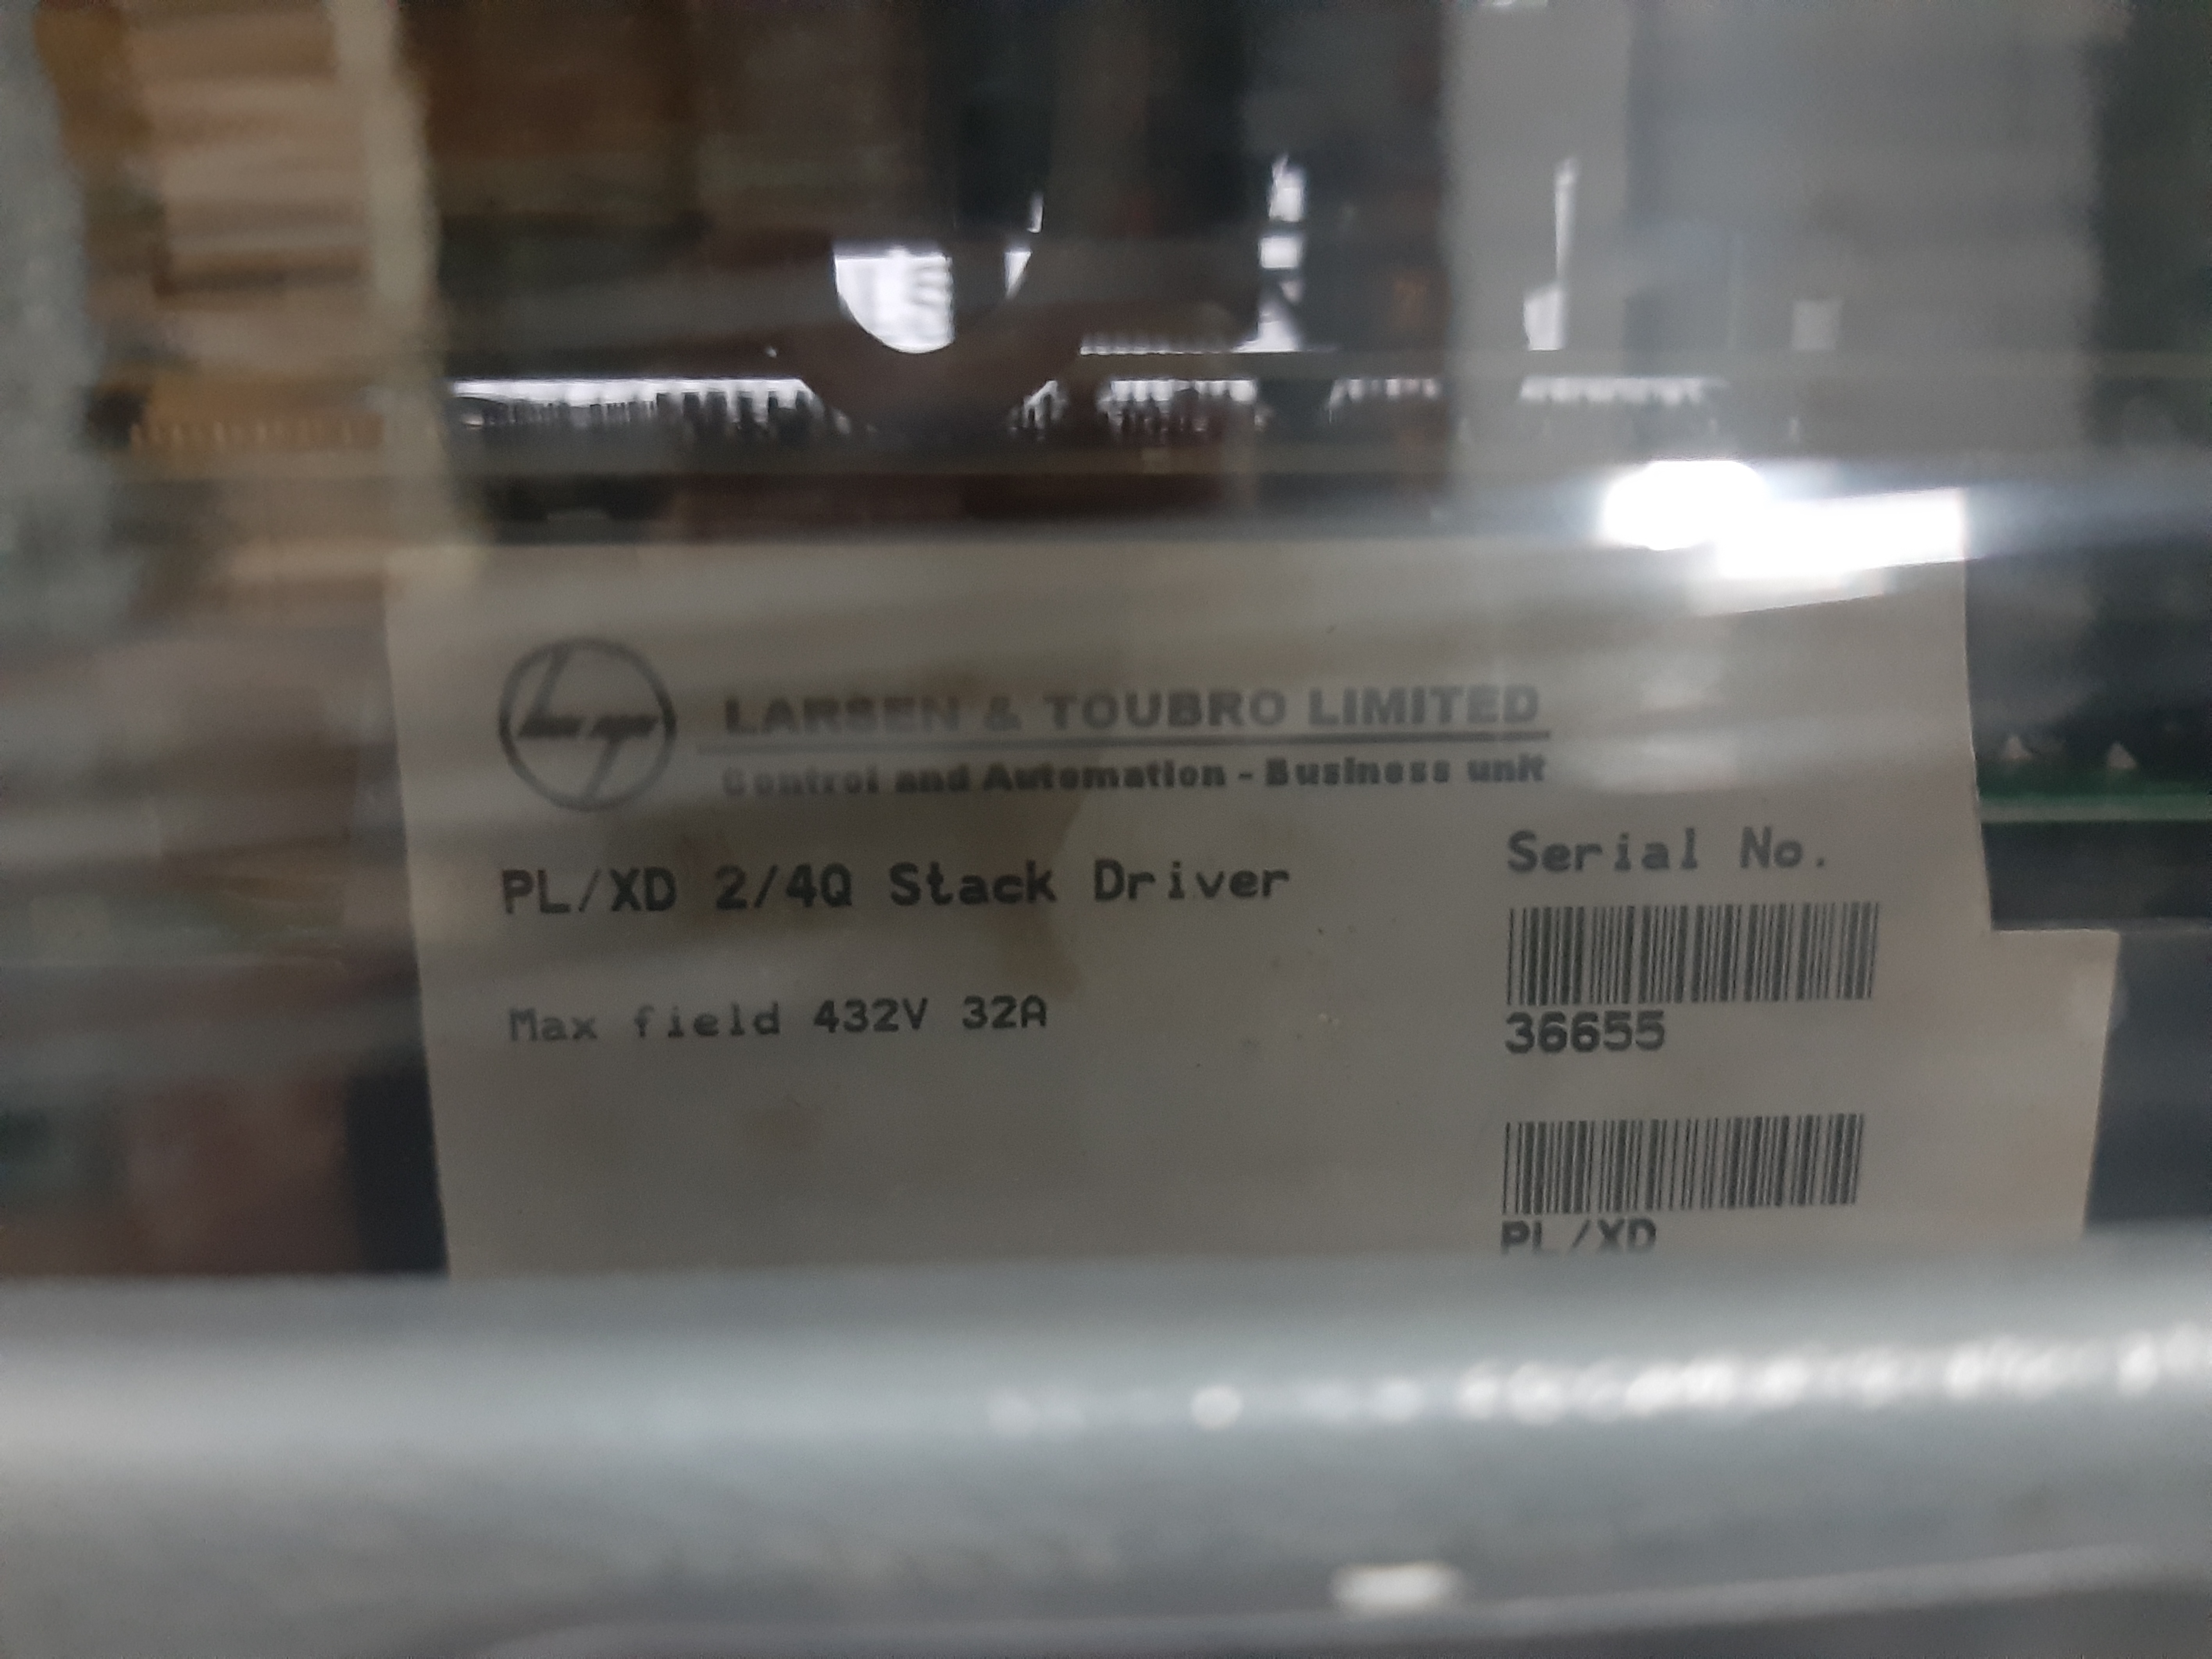 LARSEN & TOUBRO LIMITED
Control and Automation - Business unit
PL/XD 2/4Q Stack Driver
Max field 432V 32A
Serial No.
36655
PL/XD